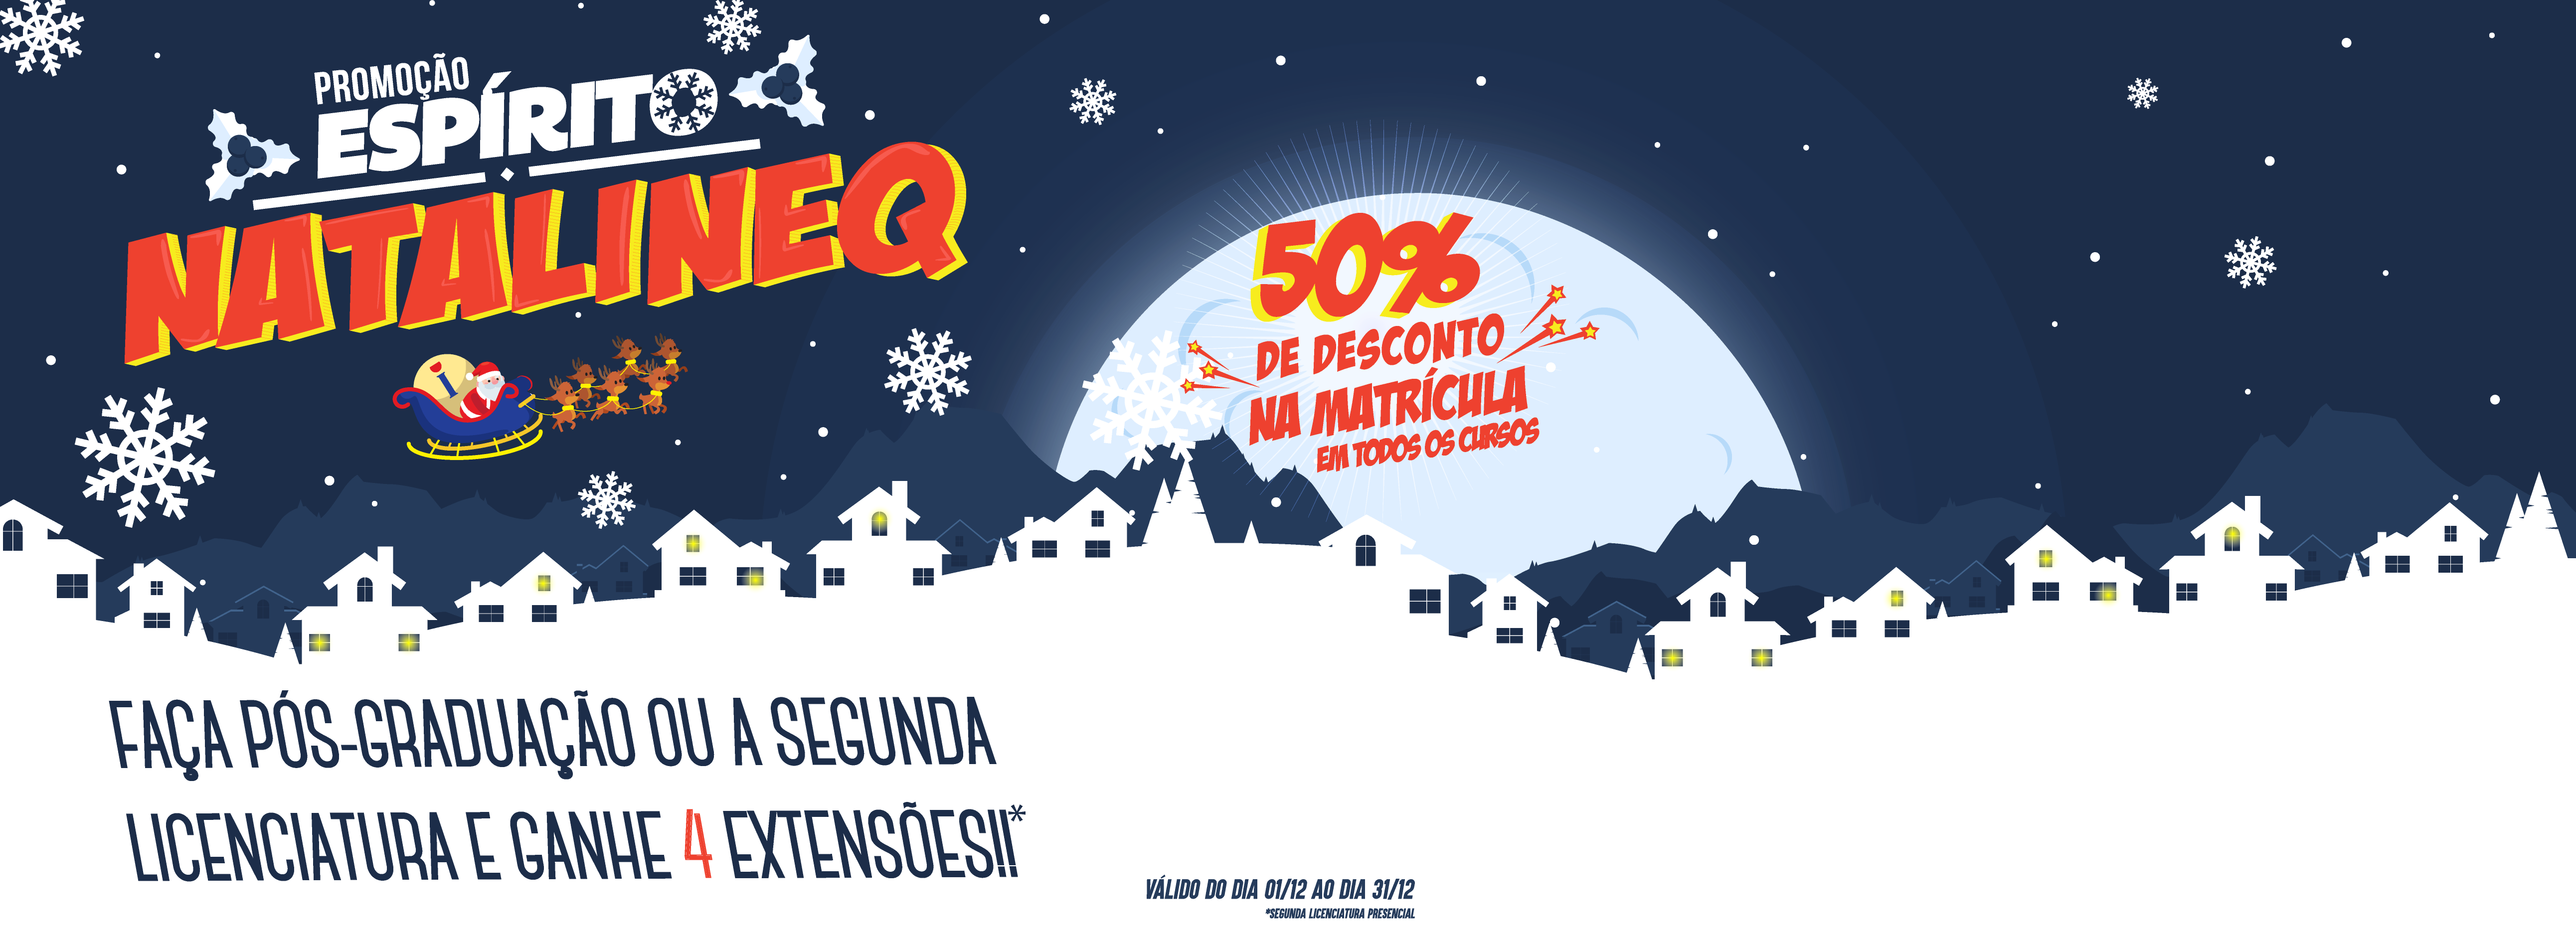 PROMOÇÃO
ESPÍRITO
NATALINEQ
50%
DE DESCONTO
NA MATRÍCULA
EM TODOS OS CURSOS
FAÇA PÓS-GRADUAÇÃO OU A SEGUNDA
LICENCIATURA E GANHE 4 EXTENSÕES!!*
VÁLIDO DO DIA 01/12 AO DIA 31/12
*SEGUNDA LICENCIATURA PRESENCIAL